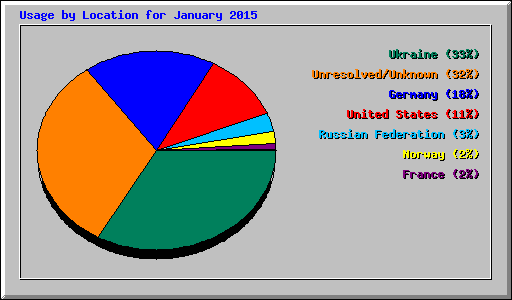 Usage by Location for January 2015
Ukraine (33%)
Unresolved/Unknown (32%)
Germany (18%)
United States (11%)
Russian Federation (3%)
Norway (2%)
France (2%)